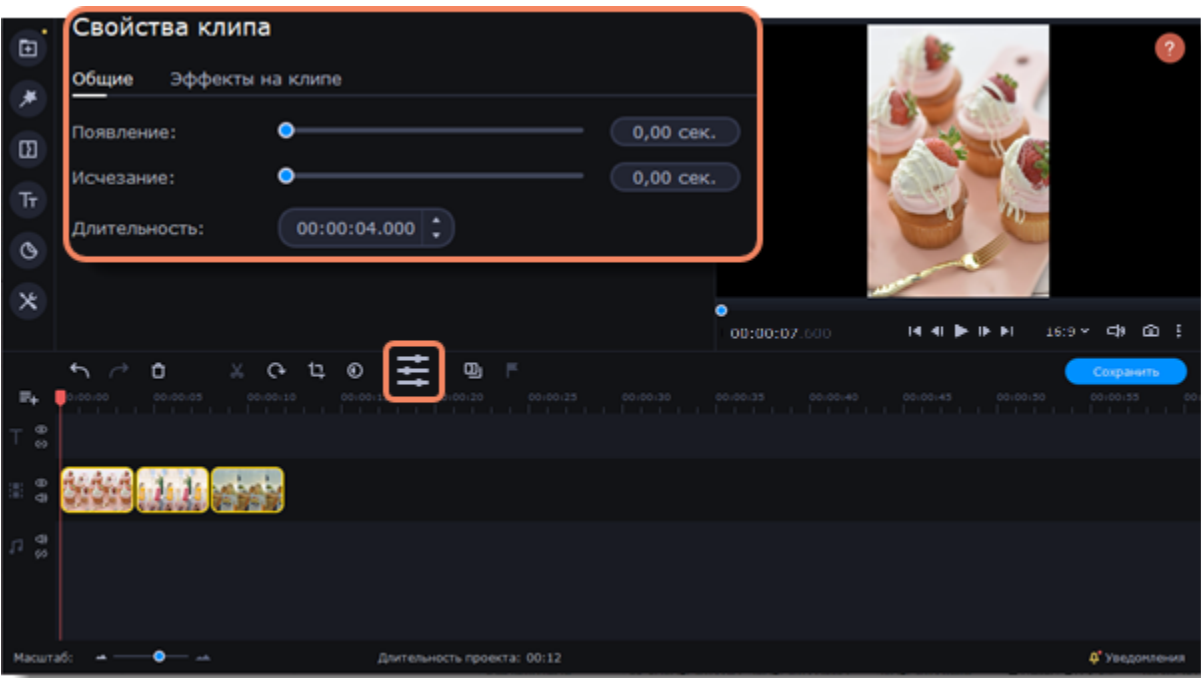 Свойства клипа
Общие Эффекты на клипе
Появление: 0,00 сек.
Исчезание: 0,00 сек.
Длительность: 00:00:04.000
?
00:00:07.600
16:9
Сохранить
00:00:05 00:00:10 00:00:20 00:00:25 00:00:30 00:00:35 00:00:40 00:00:45 00:00:50 00:00:55
Масштаб: Длительность проекта: 00:12 Уведомления